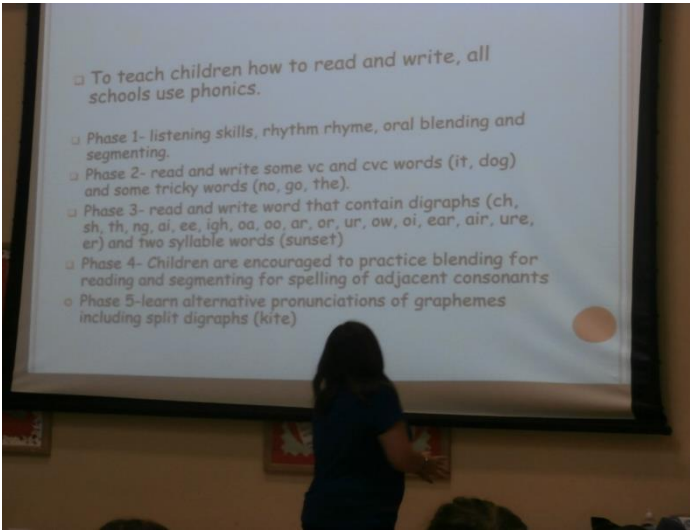 To teach children how to read and write, all
schools use phonics.
Phase 1- listening skills, rhythm rhyme, oral blending and
segmenting.
Phase 2- read and write some vc and cvc words (it, dog)
and some tricky words (no, go, the).
Phase 3- read and write word that contain digraphs (ch,
sh, th, ng, ai, ee, igh, oa, oo, ar, or, ur, ow, oi, ear, air, ure,
er) and two syllable words (sunset)
Phase 4- Children are encouraged to practice blending for
reading and segmenting for spelling of adjacent consonants
Phase 5-learn alternative pronunciations of graphemes
including split digraphs (kite)